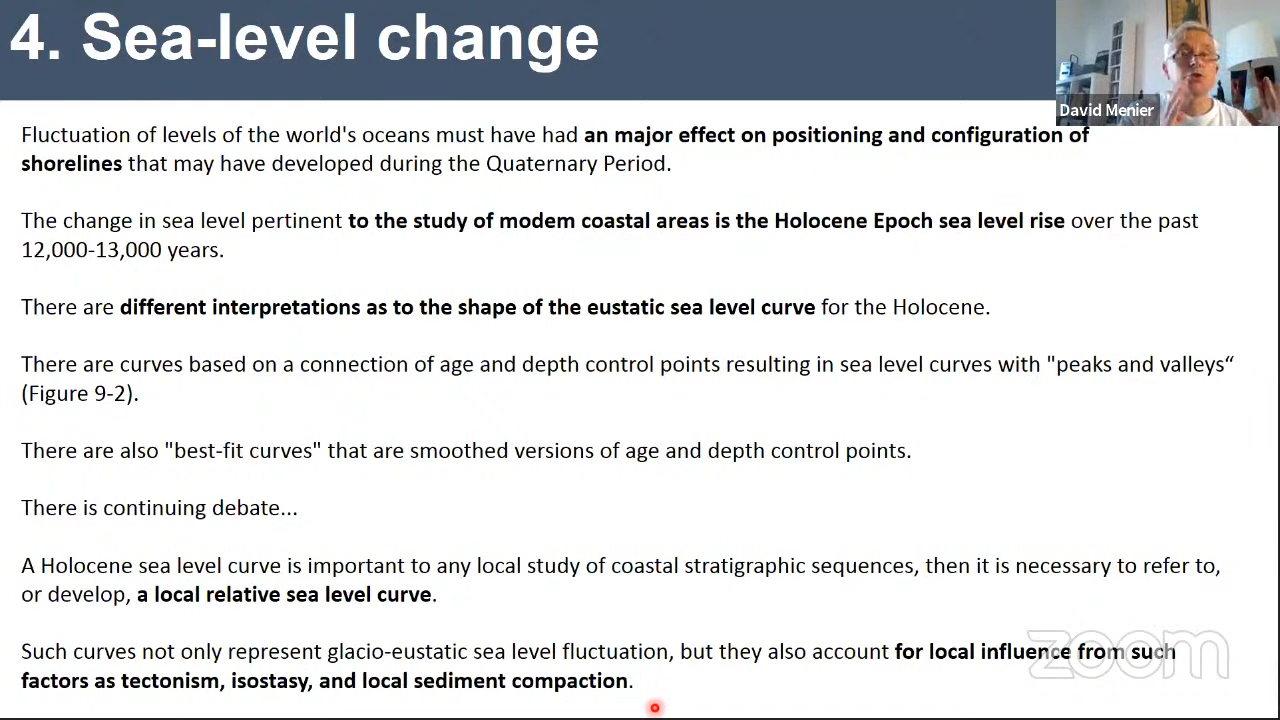 4. Sea-level change
David Menier
Fluctuation of levels of the world's oceans must have had an major effect on positioning and configuration of
shorelines that may have developed during the Quaternary Period.
The change in sea level pertinent to the study of modem coastal areas is the Holocene Epoch sea level rise over the past
12,000-13,000 years.
There are different interpretations as to the shape of the eustatic sea level curve for the Holocene.
There are curves based on a connection of age and depth control points resulting in sea level curves with "peaks and valleys“
(Figure 9-2).
There are also "best-fit curves" that are smoothed versions of age and depth control points.
There is continuing debate...
A Holocene sea level curve is important to any local study of coastal stratigraphic sequences, then it is necessary to refer to,
or develop, a local relative sea level curve.
Such curves not only represent glacio-eustatic sea level fluctuation, but they also account for local influence from such
factors as tectonism, isostasy, and local sediment compaction.
zoom